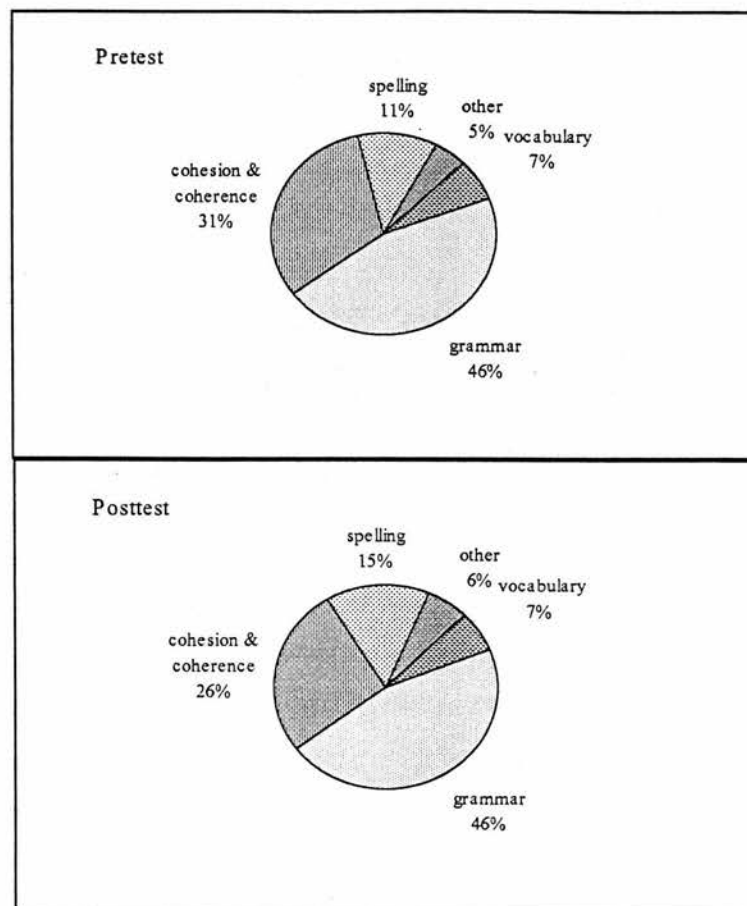 Pretest
spelling
11%
other
5%
vocabulary
7%
cohesion &
coherence
31%
grammar
46%
Posttest
spelling
15%
other
6%
vocabulary
7%
cohesion &
coherence
26%
grammar
46%